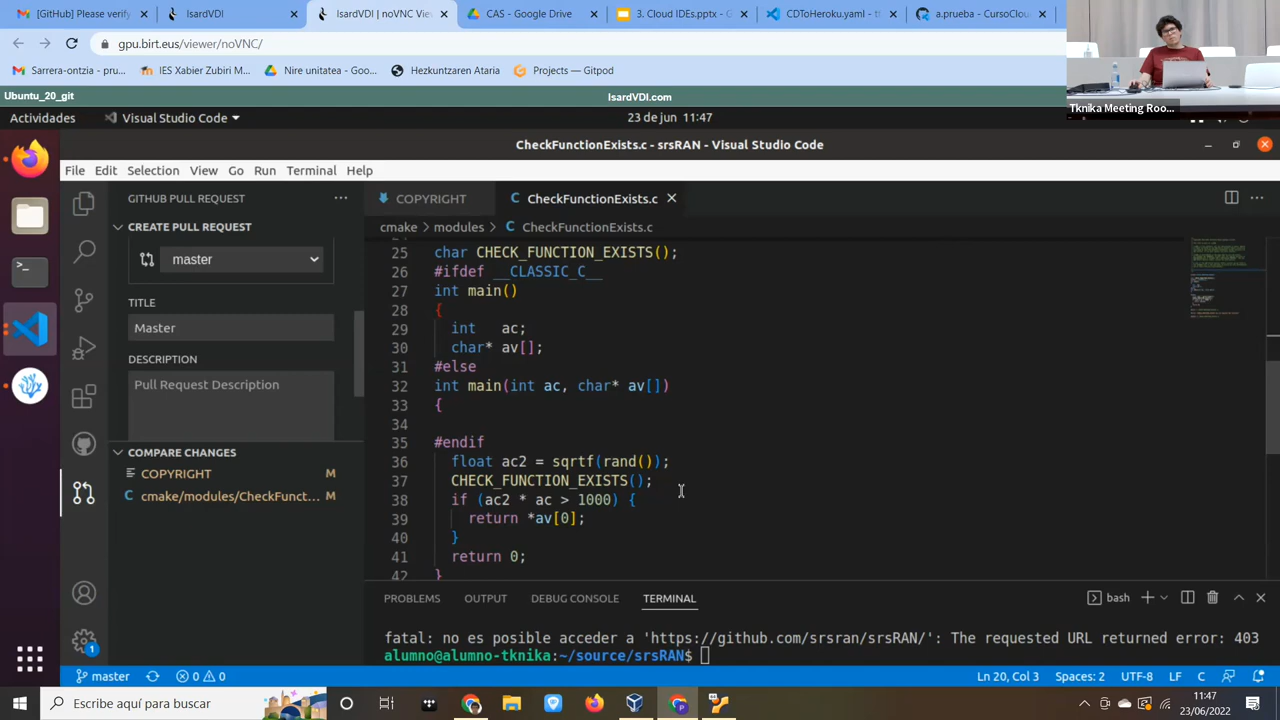 [GitHub] Please verify
IsardVDI
IsardVDI | noVNC Vie
CAS - Google Drive
3. Cloud IDEs.pptx - G
CDToHeroku.yaml - th
a.prueba - CursoClou
gpu.birt.eus/viewer/noVNC/
Sarrera-ontzia - pru...
IES Xabier Zubiri M...
Nire unitatea - Goo...
Hezkuntzaren Ataria
Projects — Gitpod
Tknika Meeting Roo...
Ubuntu_20_git
IsardVDI.com
Actividades
Visual Studio Code
23 de jun 11:47
CheckFunctionExists.c - srsRAN - Visual Studio Code
File Edit Selection View Go Run Terminal Help
GITHUB PULL REQUEST
COPYRIGHT
CheckFunctionExists.c
CREATE PULL REQUEST
cmake > modules > C CheckFunctionExists.c
master
TITLE
Master
DESCRIPTION
Pull Request Description
COMPARE CHANGES
COPYRIGHT M
cmake/modules/CheckFunct... M
25 char CHECK_FUNCTION_EXISTS();
26 #ifdef __CLASSIC_C__
27 int main()
28 {
29 int ac;
30 char* av[];
31 #else
32 int main(int ac, char* av[])
33 {
34
35 #endif
36 float ac2 = sqrtf(rand());
37 CHECK_FUNCTION_EXISTS();
38 if (ac2 * ac > 1000) {
39 return *av[0];
40 }
41 return 0;
42 }
PROBLEMS OUTPUT DEBUG CONSOLE TERMINAL
bash
fatal: no es posible acceder a 'https://github.com/srsran/srsRAN/': The requested URL returned error: 403
alumno@alumno-tknika:~/source/srsRAN$
1
master
0 0
Ln 20, Col 3 Spaces: 2 UTF-8 LF C
Escribe aquí para buscar
11:47
23/06/2022